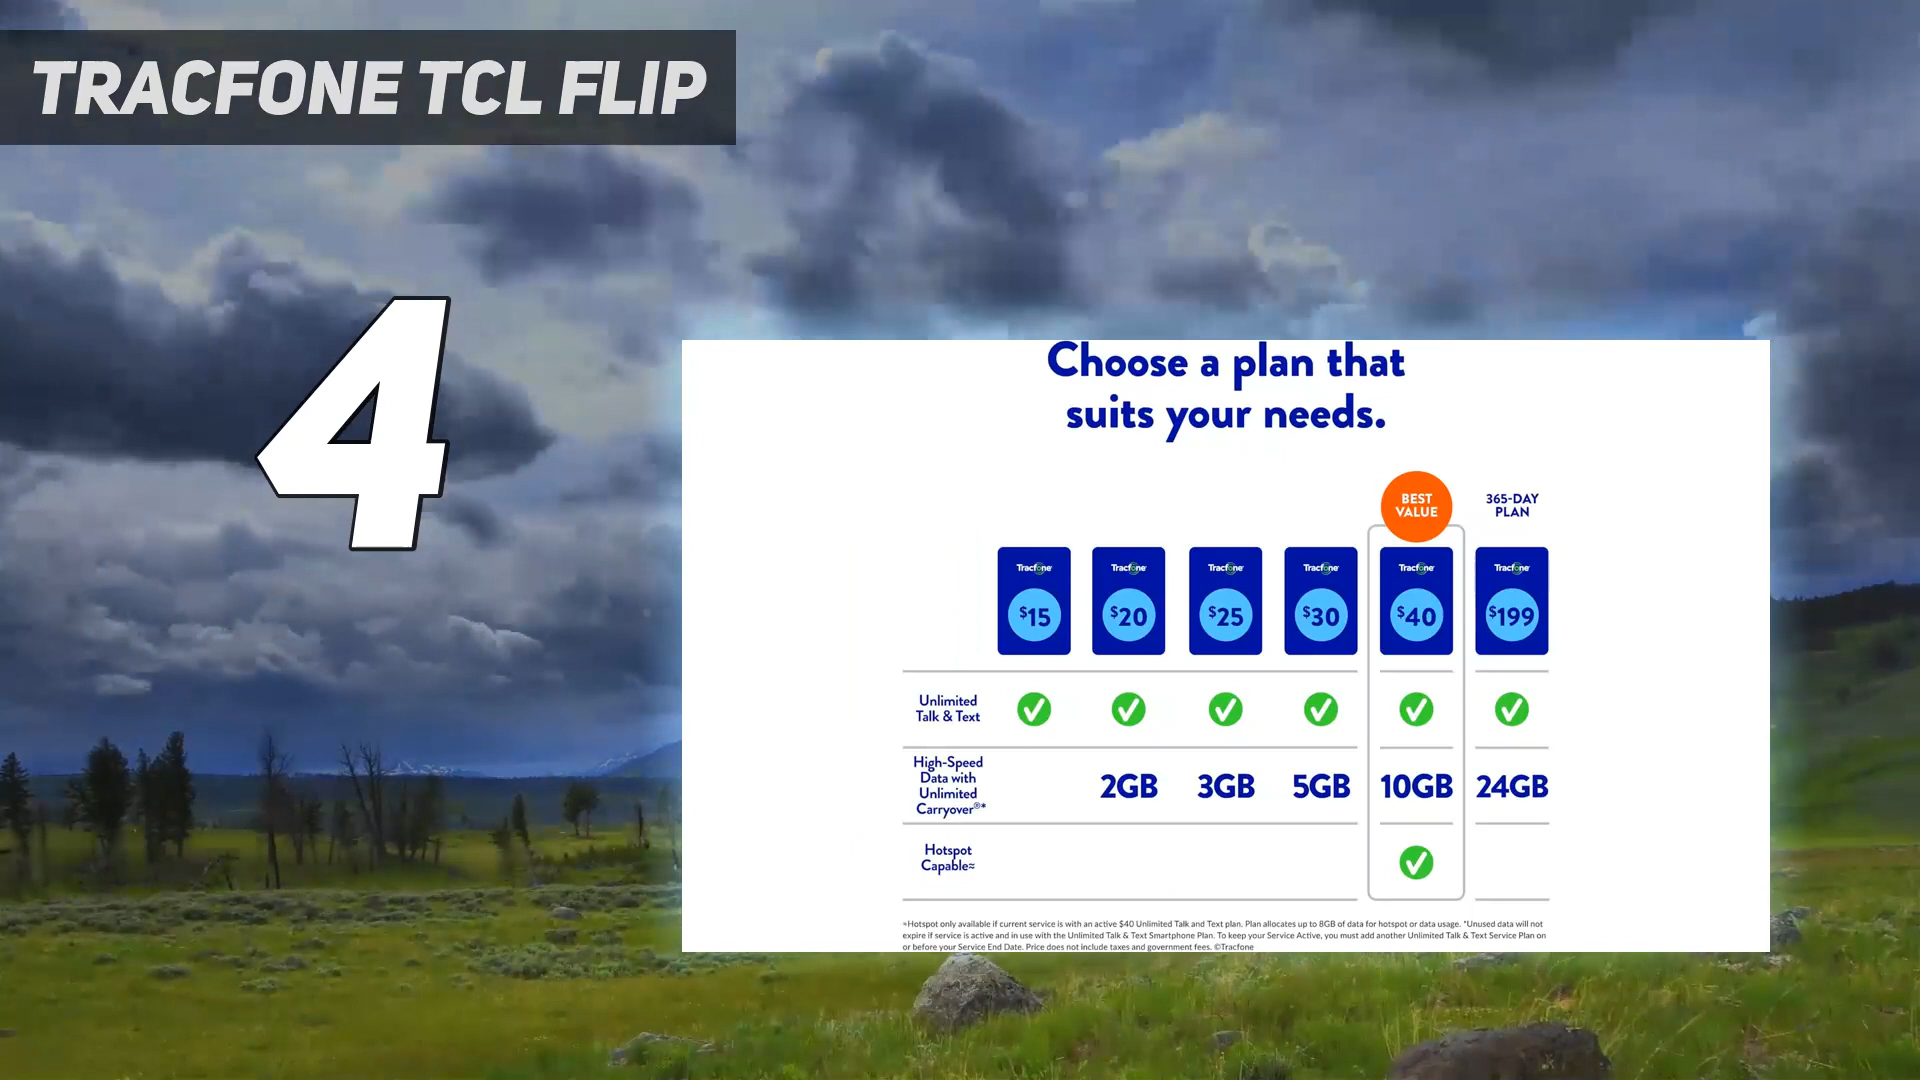 TRACFONE TCL FLIP
4
Choose a plan that
suits your needs.
BEST
VALUE
365-DAY
PLAN
Tracfone Tracfone Tracfone Tracfone Tracfone Tracfone
$15 $20 $25 $30 $40 $199
Unlimited
Talk & Text
High-Speed
Data with
Unlimited
Carryover®*
2GB 3GB 5GB 10GB 24GB
Hotspot
Capable≈
≈Hotspot only available if current service is with an active $40 Unlimited Talk and Text plan. Plan allocates up to 8GB of data for hotspot or data usage. *Unused data will not
expire if service is active and in use with the Unlimited Talk & Text Smartphone Plan. To keep your Service Active, you must add another Unlimited Talk & Text Service Plan on
or before your Service End Date. Price does not include taxes and government fees. ©Tracfone